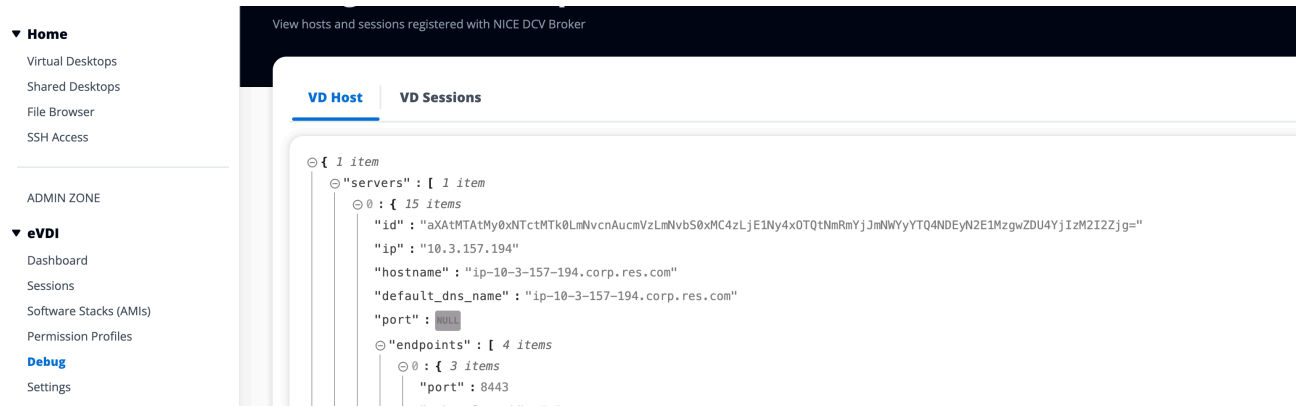 View hosts and sessions registered with NICE DCV Broker
Home
Virtual Desktops
Shared Desktops
File Browser
SSH Access
ADMIN ZONE
eVDI
Dashboard
Sessions
Software Stacks (AMIs)
Permission Profiles
Debug
Settings
VD Host
VD Sessions
{ 1 item
"servers" : [ 1 item
0 : { 15 items
"id" : "aXAtMTAtMy0xNTctMTk0LmNvcnAucmVzLmNvbS0xMC4zLjE1Ny4xOTQtNmRmYjJmNWYyYTQ4NDEyN2E1MzgwZDU4YjIzM2I2Zjg="
"ip" : "10.3.157.194"
"hostname" : "ip-10-3-157-194.corp.res.com"
"default_dns_name" : "ip-10-3-157-194.corp.res.com"
"port" : NULL
"endpoints" : [ 4 items
0 : { 3 items
"port" : 8443